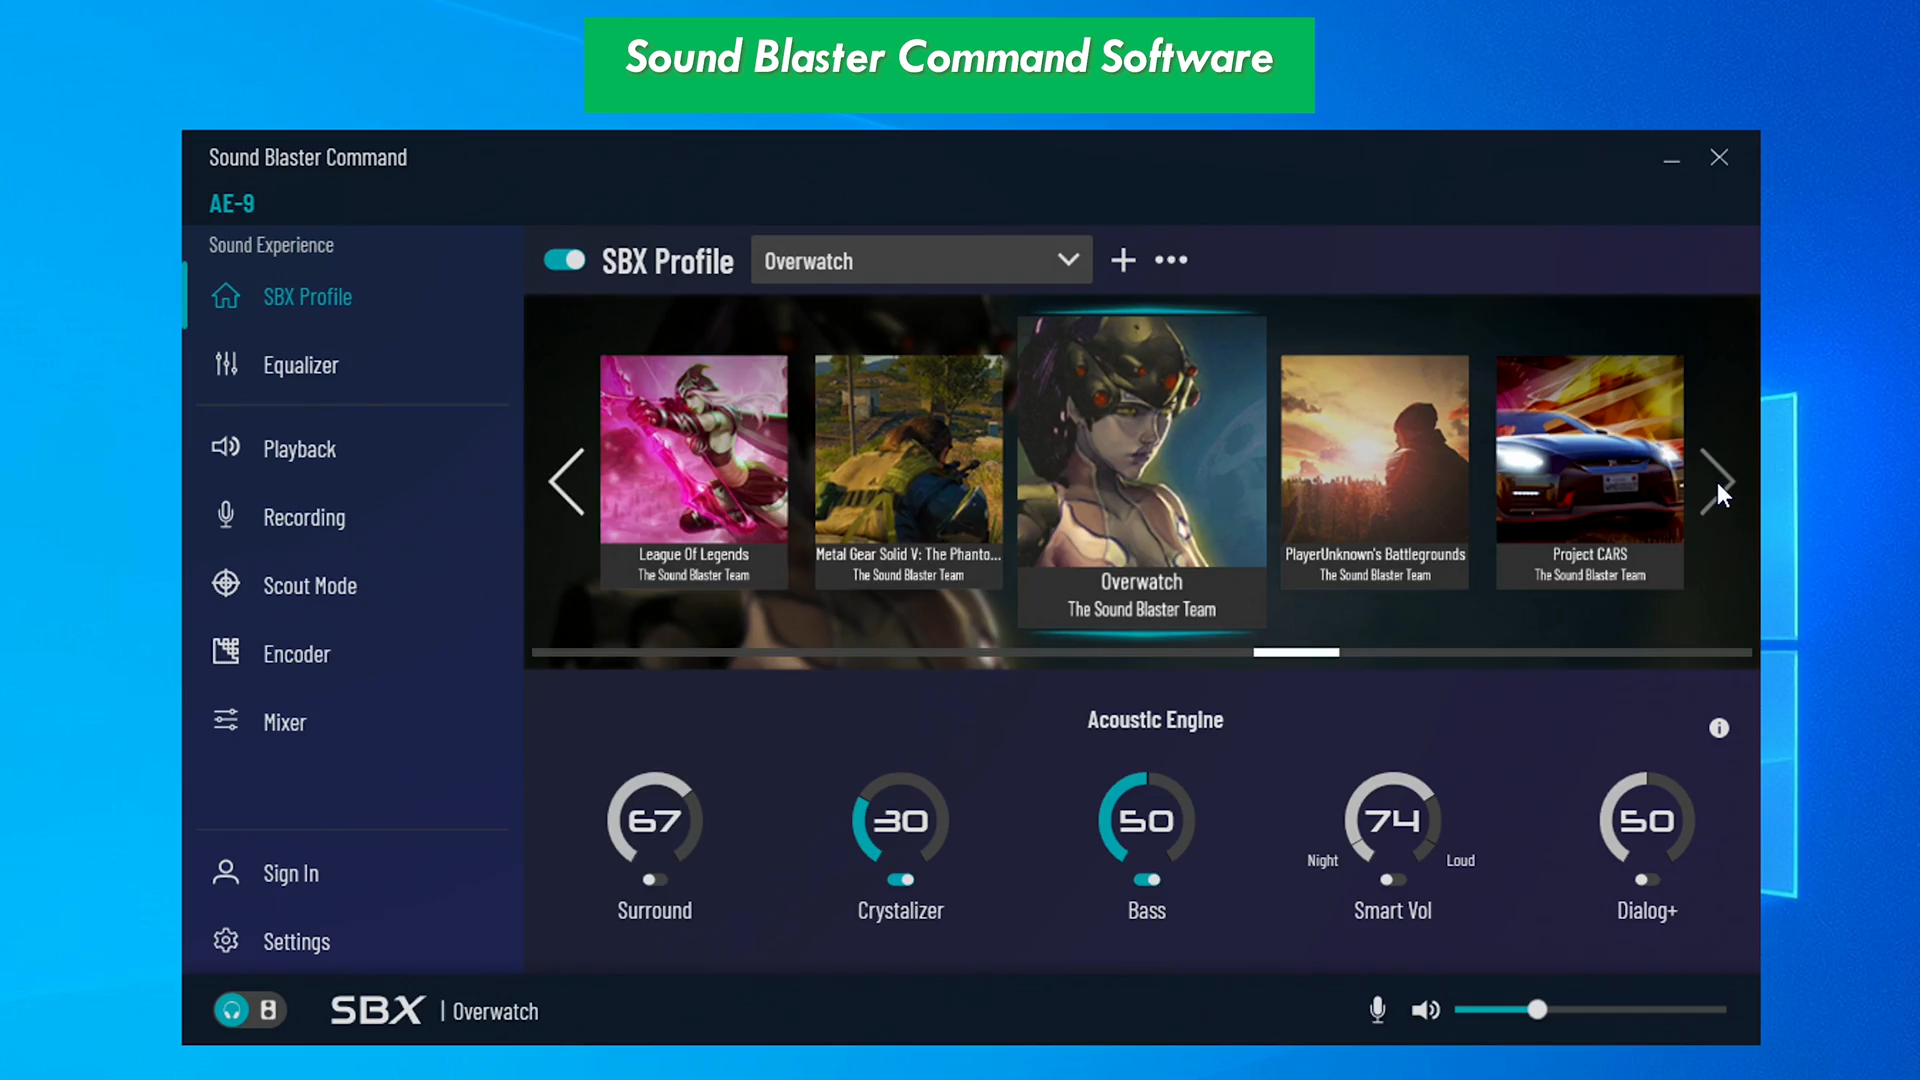 Sound Blaster Command Software
Sound Blaster Command
AE-9
Sound Experience
SBX Profile
Equalizer
Playback
Recording
Scout Mode
Encoder
Mixer
Sign In
Settings
SBX Profile
Overwatch
League Of Legends
The Sound Blaster Team
Metal Gear Solid V: The Phanto...
The Sound Blaster Team
Overwatch
The Sound Blaster Team
PlayerUnknown's Battlegrounds
The Sound Blaster Team
Project CARS
The Sound Blaster Team
Acoustic Engine
67
Surround
30
Crystalizer
50
Bass
74
Night
Loud
Smart Vol
50
Dialog+
SBX | Overwatch